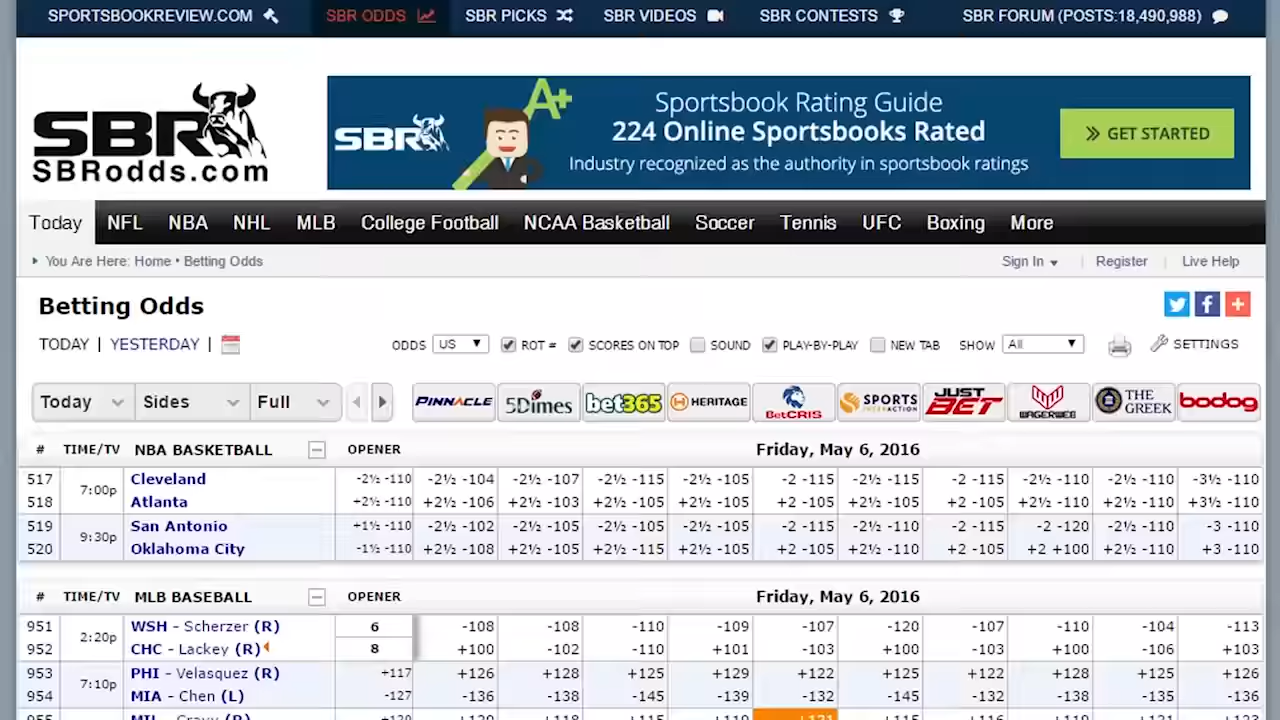 SPORTSBOOKREVIEW.COM SBR ODDS SBR PICKS SBR VIDEOS SBR CONTESTS SBR FORUM (POSTS:18,490,988)
SBR
SBRodds.com
SBR
A+
Sportsbook Rating Guide
224 Online Sportsbooks Rated
Industry recognized as the authority in sportsbook ratings
GET STARTED
Today NFL NBA NHL MLB College Football NCAA Basketball Soccer Tennis UFC Boxing More
You Are Here: Home • Betting Odds Sign In | Register | Live Help
Betting Odds
TODAY | YESTERDAY | ODDS US ROT # SCORES ON TOP SOUND PLAY-BY-PLAY NEW TAB SHOW All SETTINGS
Today Sides Full PINNACLE 5Dimes bet365 HERITAGE BetCRIS SPORTS INTERACTION JUST BET WAGERWEB THE GREEK bodog
# TIME/TV NBA BASKETBALL OPENER Friday, May 6, 2016
517 7:00p Cleveland -2½ -110 -2½ -104 -2½ -107 -2½ -115 -2½ -105 -2 -115 -2½ -115 -2 -115 -2½ -110 -2½ -110 -3½ -110
518 Atlanta +2½ -110 +2½ -106 +2½ -103 +2½ -115 +2½ -105 +2 -105 +2½ -105 +2 -105 +2½ -110 +2½ -110 +3½ -110
519 9:30p San Antonio +1½ -110 -2½ -102 -2½ -105 -2½ -115 -2½ -105 -2 -115 -2½ -110 -2 -115 -2 -120 -2½ -110 -3 -110
520 Oklahoma City -1½ -110 +2½ -108 +2½ -105 +2½ -115 +2½ -105 +2 -105 +2½ -110 +2 -105 +2 +100 +2½ -110 +3 -110
# TIME/TV MLB BASEBALL OPENER Friday, May 6, 2016
951 2:20p WSH - Scherzer (R) 6 -108 -108 -110 -109 -107 -120 -107 -110 -104 -113
952 CHC - Lackey (R) 8 +100 -102 -110 +101 -103 +100 -103 +100 -106 +103
953 7:10p PHI - Velasquez (R) +117 +126 +128 +125 +129 +122 +125 +122 +128 +125 +126
954 MIA - Chen (L) -127 -136 -138 -145 -139 -132 -145 -132 -138 -135 -136